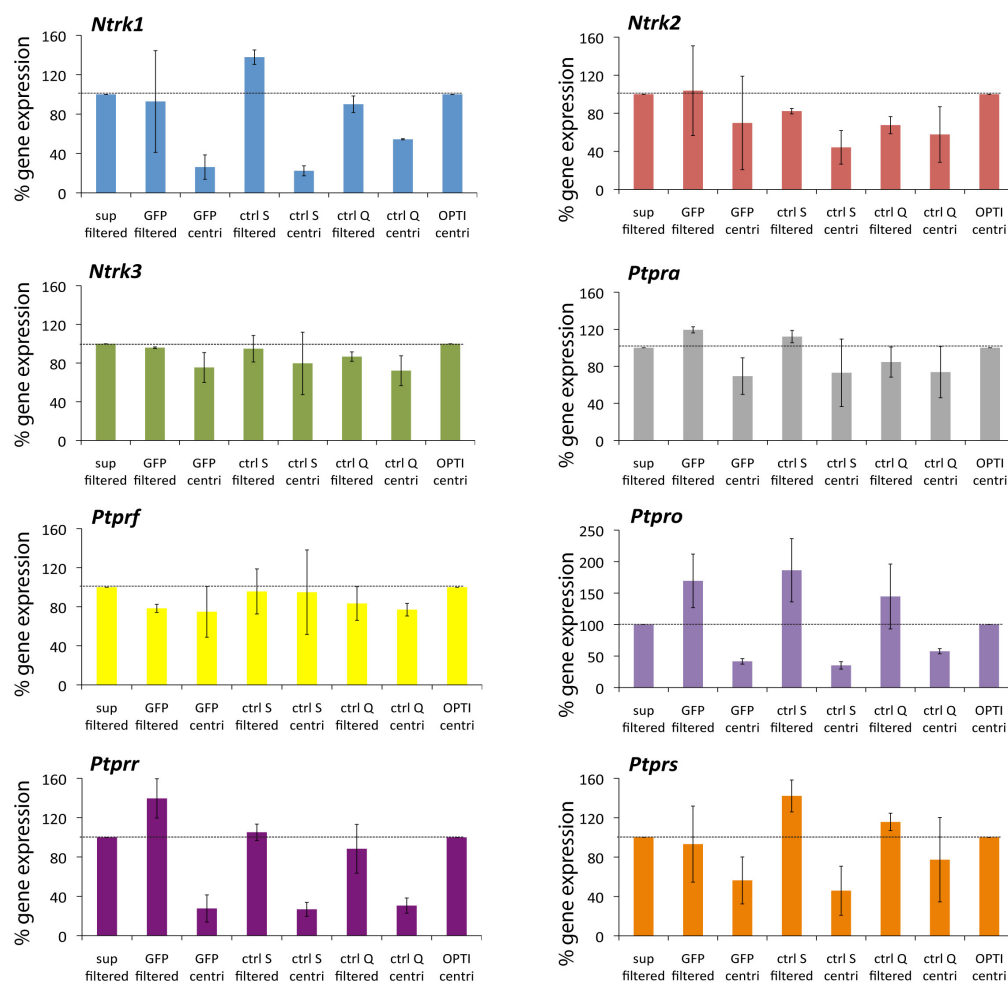 Ntrk1
% gene expression
160
120
80
40
0
sup GFP GFP ctrl S ctrl S ctrl Q ctrl Q OPTI
filtered filtered centri filtered centri filtered centri centri
Ntrk2
% gene expression
160
120
80
40
0
sup GFP GFP ctrl S ctrl S ctrl Q ctrl Q OPTI
filtered filtered centri filtered centri filtered centri centri
Ntrk3
% gene expression
160
120
80
40
0
sup GFP GFP ctrl S ctrl S ctrl Q ctrl Q OPTI
filtered filtered centri filtered centri filtered centri centri
Ptpra
% gene expression
160
120
80
40
0
sup GFP GFP ctrl S ctrl S ctrl Q ctrl Q OPTI
filtered filtered centri filtered centri filtered centri centri
Ptprf
% gene expression
160
120
80
40
0
sup GFP GFP ctrl S ctrl S ctrl Q ctrl Q OPTI
filtered filtered centri filtered centri filtered centri centri
Ptpro
% gene expression
250
200
150
100
50
0
sup GFP GFP ctrl S ctrl S ctrl Q ctrl Q OPTI
filtered filtered centri filtered centri filtered centri centri
Ptprr
% gene expression
160
120
80
40
0
sup GFP GFP ctrl S ctrl S ctrl Q ctrl Q OPTI
filtered filtered centri filtered centri filtered centri centri
Ptprs
% gene expression
160
120
80
40
0
sup GFP GFP ctrl S ctrl S ctrl Q ctrl Q OPTI
filtered filtered centri filtered centri filtered centri centri